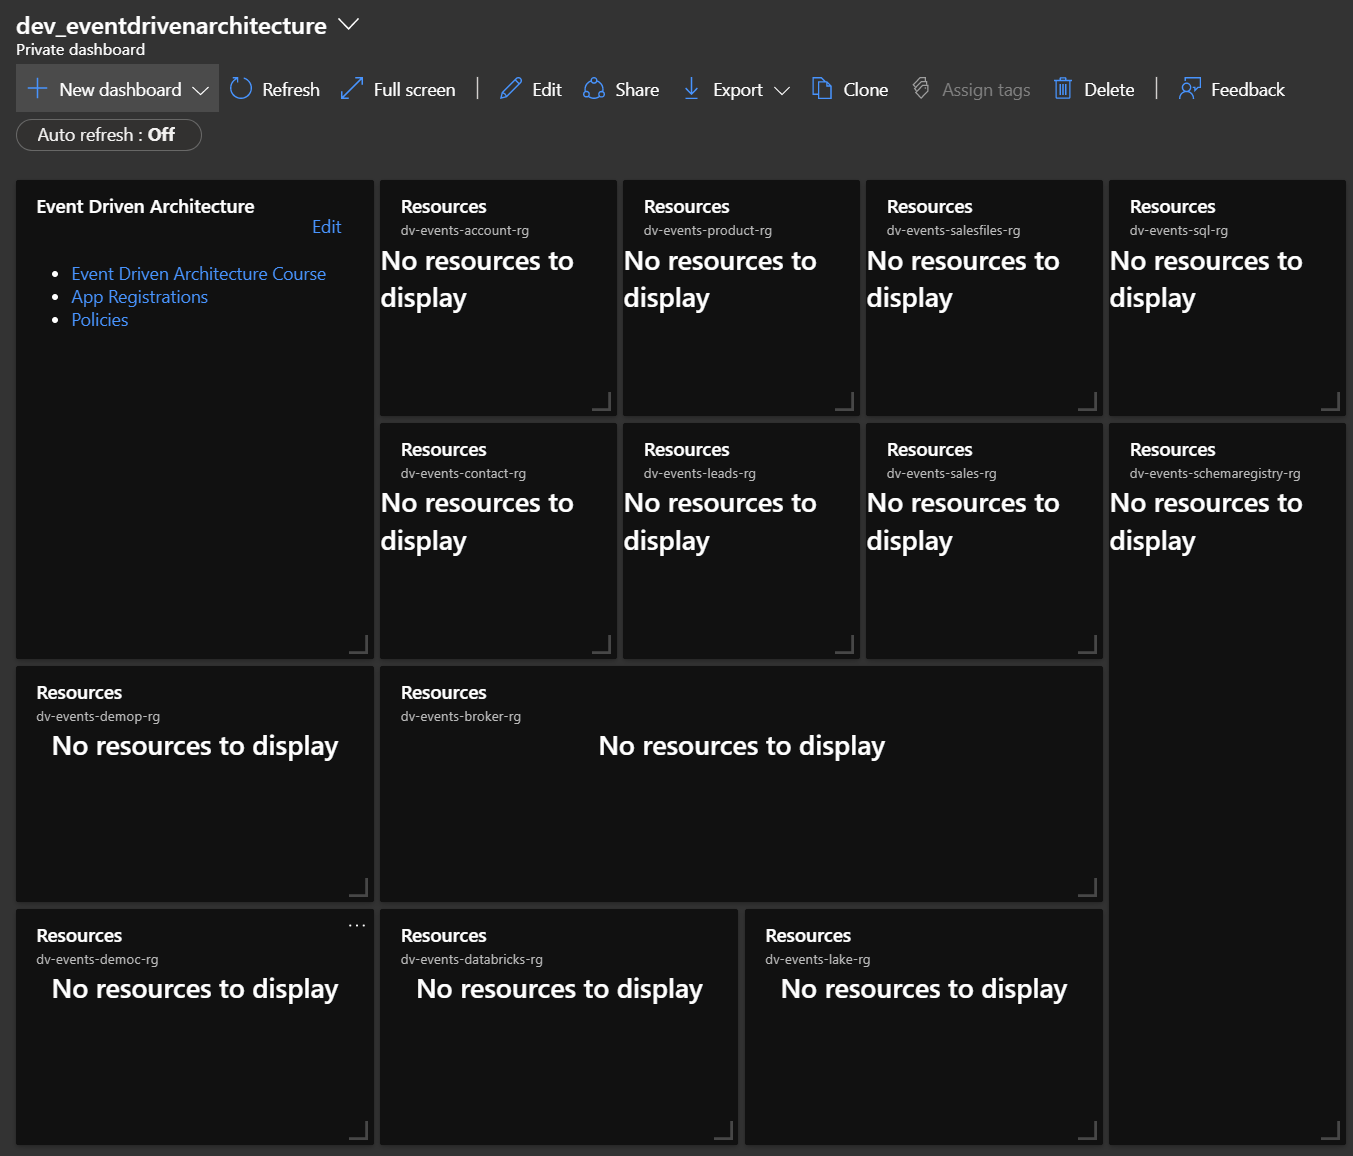 dev_eventdrivenarchitecture
Private dashboard
New dashboard Refresh Full screen Edit Share Export Clone Assign tags Delete Feedback
Auto refresh : Off
Event Driven Architecture
Edit
Event Driven Architecture Course
App Registrations
Policies
Resources
dv-events-account-rg
No resources to
display
Resources
dv-events-product-rg
No resources to
display
Resources
dv-events-salesfiles-rg
No resources to
display
Resources
dv-events-sql-rg
No resources to
display
Resources
dv-events-contact-rg
No resources to
display
Resources
dv-events-leads-rg
No resources to
display
Resources
dv-events-sales-rg
No resources to
display
Resources
dv-events-schemaregistry-rg
No resources to
display
Resources
dv-events-demop-rg
No resources to display
Resources
dv-events-broker-rg
No resources to display
Resources
dv-events-democ-rg
No resources to display
Resources
dv-events-databricks-rg
No resources to display
Resources
dv-events-lake-rg
No resources to display